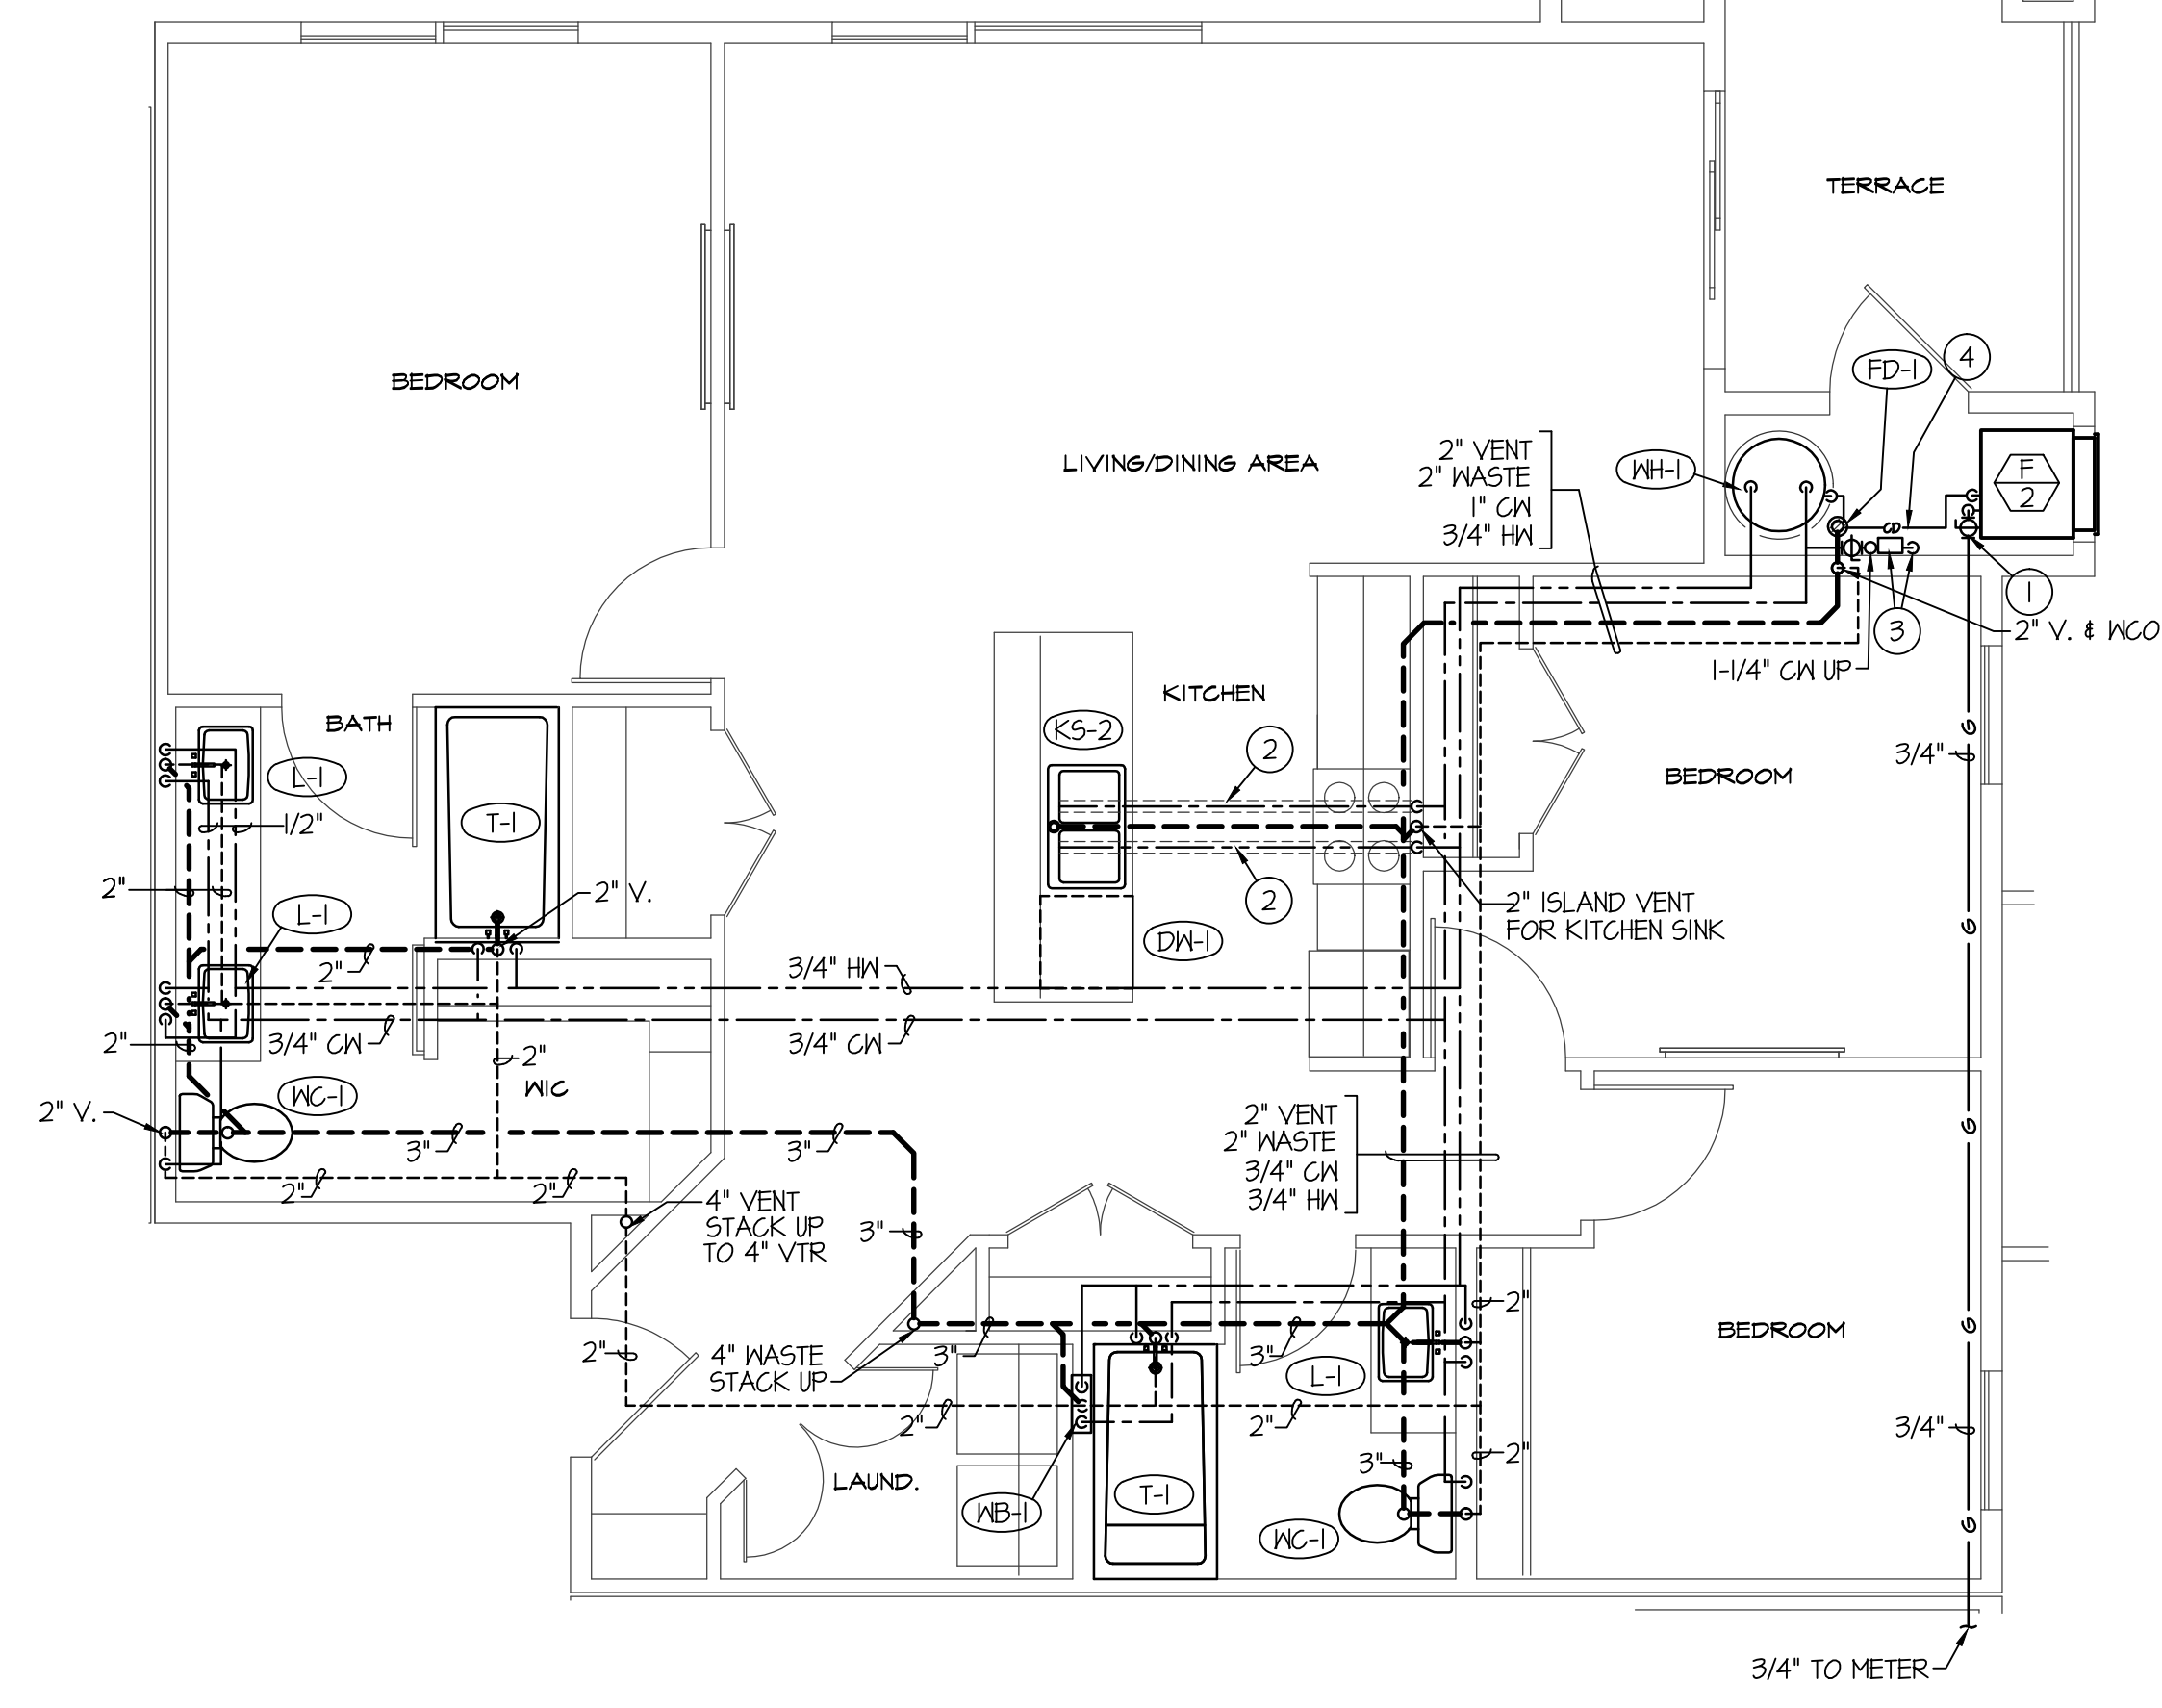 TERRACE
BEDROOM
FD-1
4
2" VENT
2" WASTE
1" CW
3/4" HW
LIVING/DINING AREA
WH-1
F
2
CD
1
3
2" V. & WCO
1-1/4" CW UP
KITCHEN
BATH
KS-2
2
G
3/4"
L-1
BEDROOM
T-1
1/2"
2"
2" V.
2
L-1
2" ISLAND VENT
FOR KITCHEN SINK
G
DW-1
2"
3/4" HW
2"
3/4" CW
3/4" CW
2"
WIC
WC-1
2" V.
2" VENT
2" WASTE
3/4" CW
3/4" HW
G
3"
3"
2"
2"
4" VENT
STACK UP
TO 4" VTR
3"
2"
G
BEDROOM
2"
4" WASTE
STACK UP
3"
3"
L-1
2"
2"
3/4"
3"
2"
LAUND.
T-1
WB-1
WC-1
G
3/4" TO METER